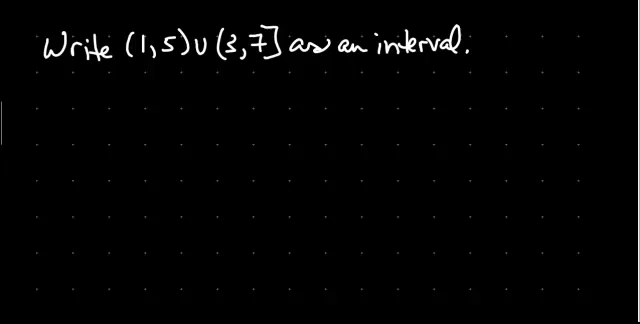 Write (1,5)∪(3,7] as an interval.